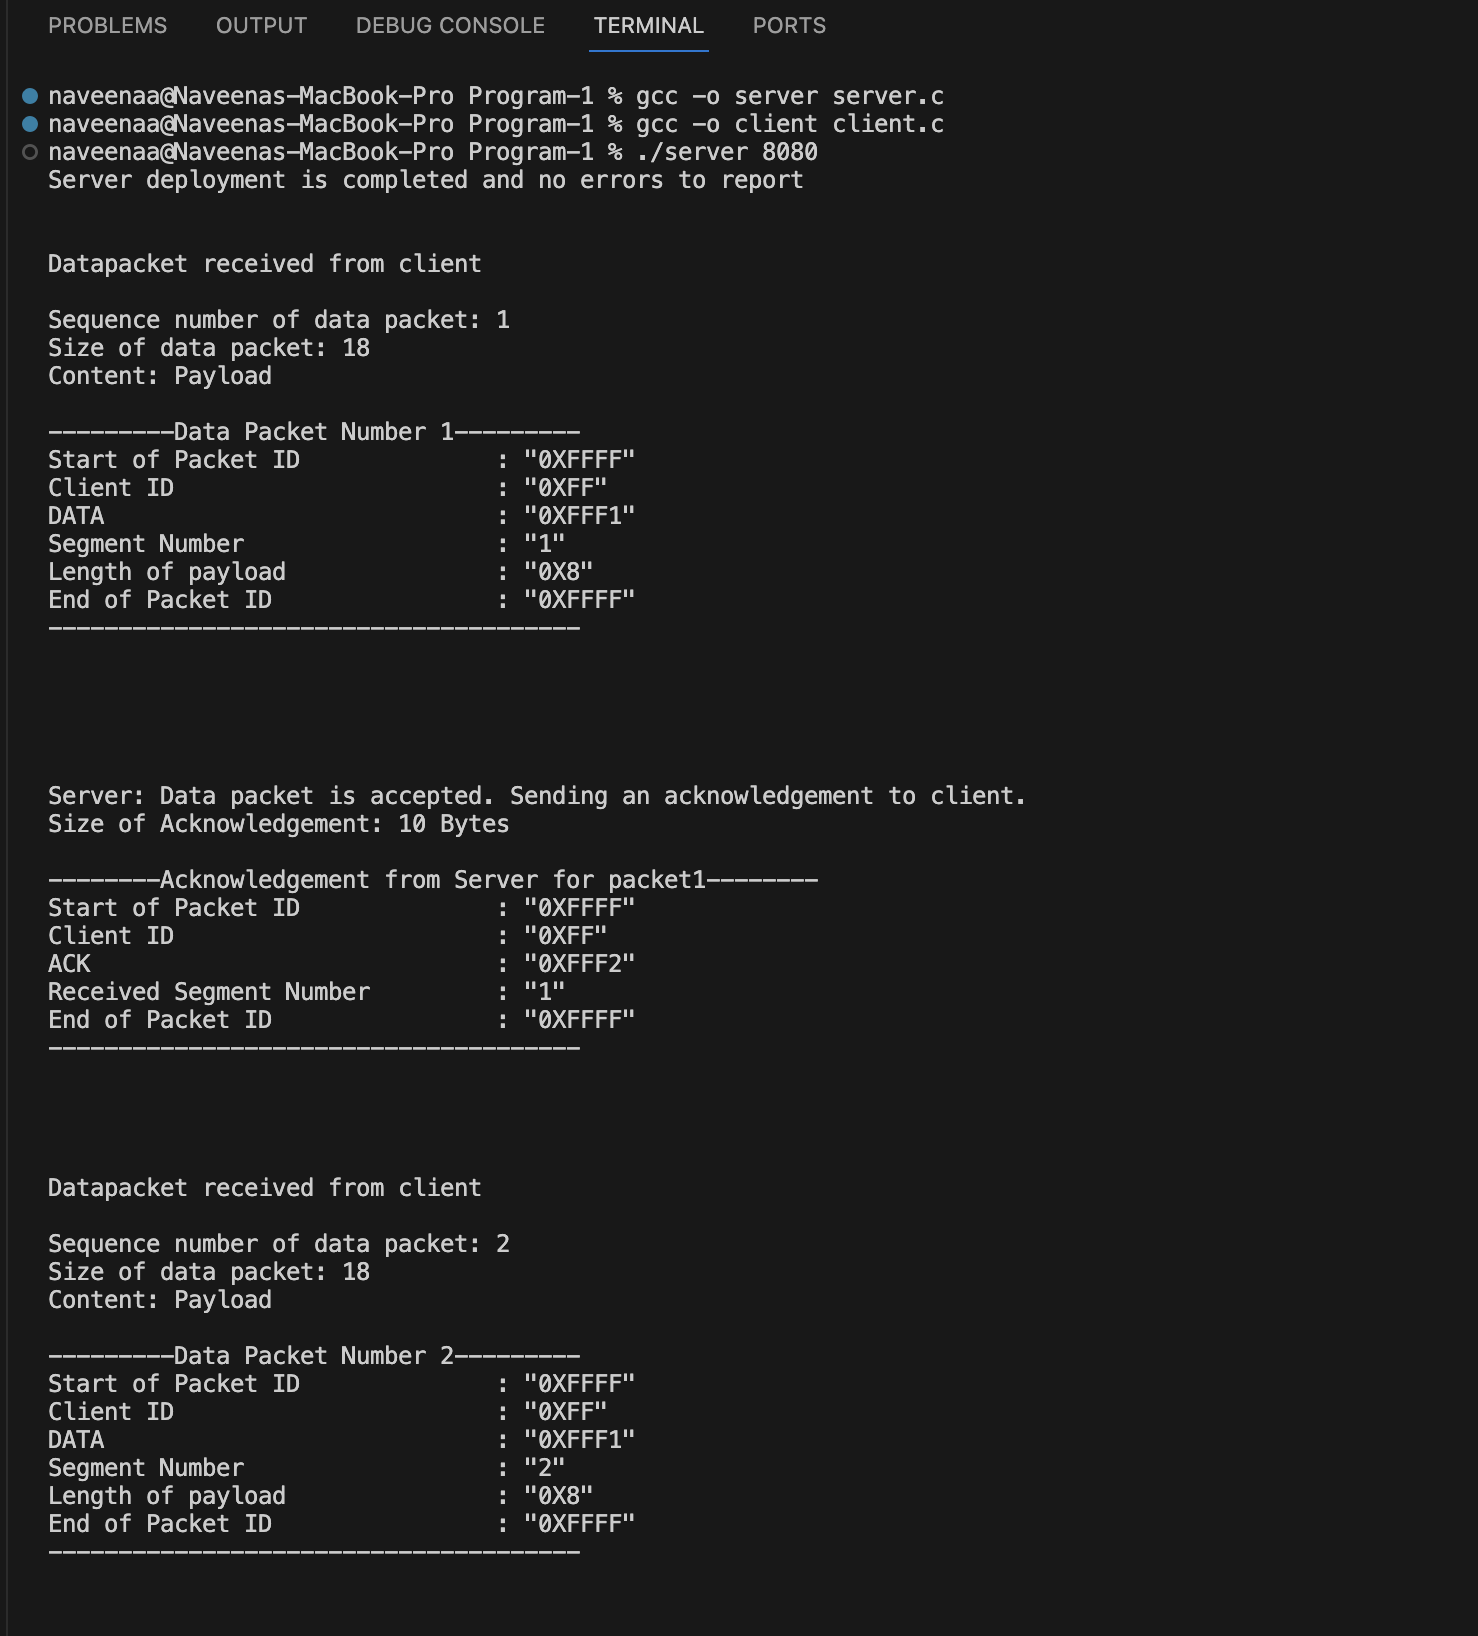 PROBLEMS OUTPUT DEBUG CONSOLE TERMINAL PORTS
naveenaa@Naveenas-MacBook-Pro Program-1 % gcc -o server server.c
naveenaa@Naveenas-MacBook-Pro Program-1 % gcc -o client client.c
naveenaa@Naveenas-MacBook-Pro Program-1 % ./server 8080
Server deployment is completed and no errors to report
Datapacket received from client
Sequence number of data packet: 1
Size of data packet: 18
Content: Payload
---------Data Packet Number 1---------
Start of Packet ID : "0XFFFF"
Client ID : "0XFF"
DATA : "0XFFF1"
Segment Number : "1"
Length of payload : "0X8"
End of Packet ID : "0XFFFF"
--------------------------------------
Server: Data packet is accepted. Sending an acknowledgement to client.
Size of Acknowledgement: 10 Bytes
--------Acknowledgement from Server for packet1--------
Start of Packet ID : "0XFFFF"
Client ID : "0XFF"
ACK : "0XFFF2"
Received Segment Number : "1"
End of Packet ID : "0XFFFF"
--------------------------------------
Datapacket received from client
Sequence number of data packet: 2
Size of data packet: 18
Content: Payload
---------Data Packet Number 2---------
Start of Packet ID : "0XFFFF"
Client ID : "0XFF"
DATA : "0XFFF1"
Segment Number : "2"
Length of payload : "0X8"
End of Packet ID : "0XFFFF"
--------------------------------------